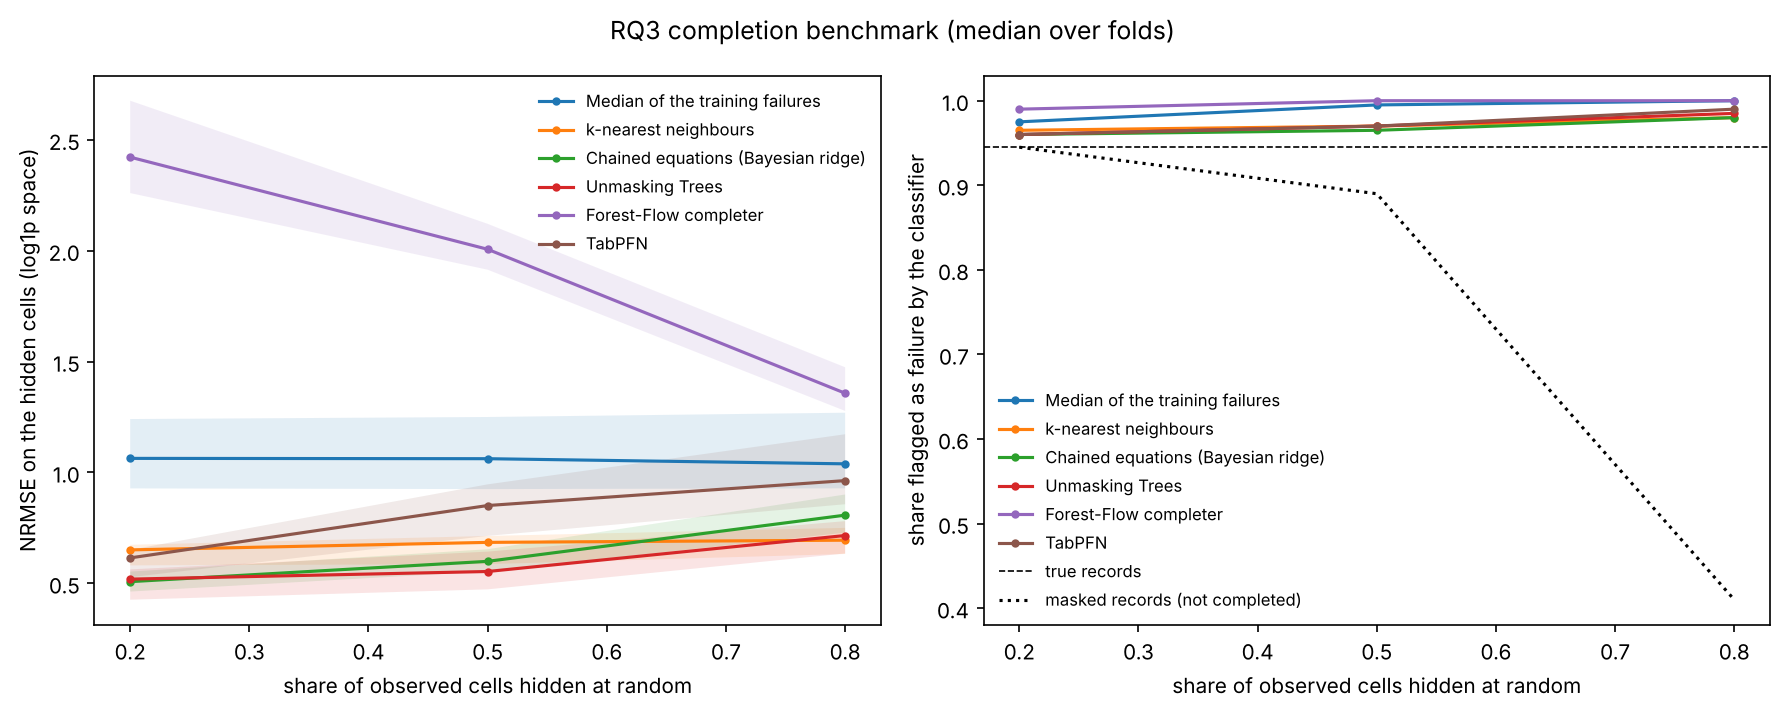 RQ3 completion benchmark (median over folds)
NRMSE on the hidden cells (log1p space)
2.5
2.0
1.5
1.0
0.5
Median of the training failures
k-nearest neighbours
Chained equations (Bayesian ridge)
Unmasking Trees
Forest-Flow completer
TabPFN
0.2 0.3 0.4 0.5 0.6 0.7 0.8
share of observed cells hidden at random
share flagged as failure by the classifier
1.0
0.9
0.8
0.7
0.6
0.5
0.4
Median of the training failures
k-nearest neighbours
Chained equations (Bayesian ridge)
Unmasking Trees
Forest-Flow completer
TabPFN
true records
masked records (not completed)
0.2 0.3 0.4 0.5 0.6 0.7 0.8
share of observed cells hidden at random